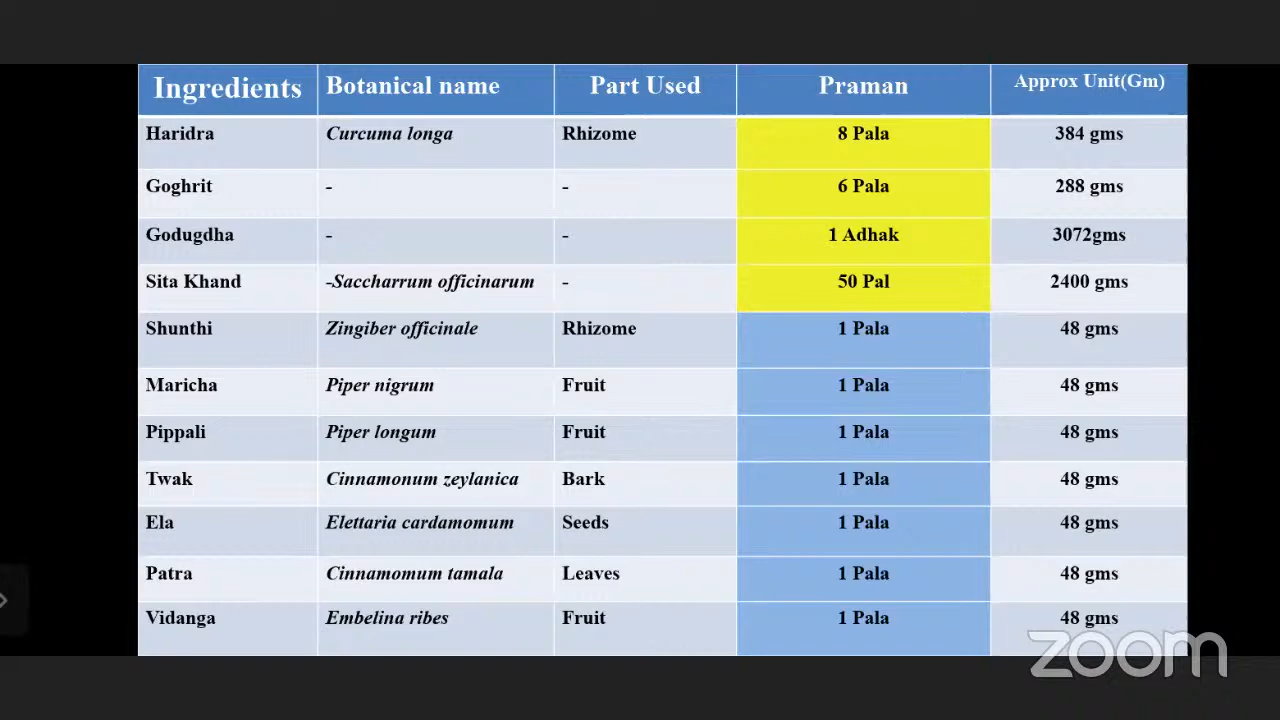 Ingredients Botanical name Part Used Praman Approx Unit(Gm)
Haridra Curcuma longa Rhizome 8 Pala 384 gms
Goghrit - - 6 Pala 288 gms
Godugdha - - 1 Adhak 3072gms
Sita Khand -Saccharrum officinarum - 50 Pal 2400 gms
Shunthi Zingiber officinale Rhizome 1 Pala 48 gms
Maricha Piper nigrum Fruit 1 Pala 48 gms
Pippali Piper longum Fruit 1 Pala 48 gms
Twak Cinnamonum zeylanica Bark 1 Pala 48 gms
Ela Elettaria cardamomum Seeds 1 Pala 48 gms
Patra Cinnamomum tamala Leaves 1 Pala 48 gms
Vidanga Embelina ribes Fruit 1 Pala 48 gms
zoom